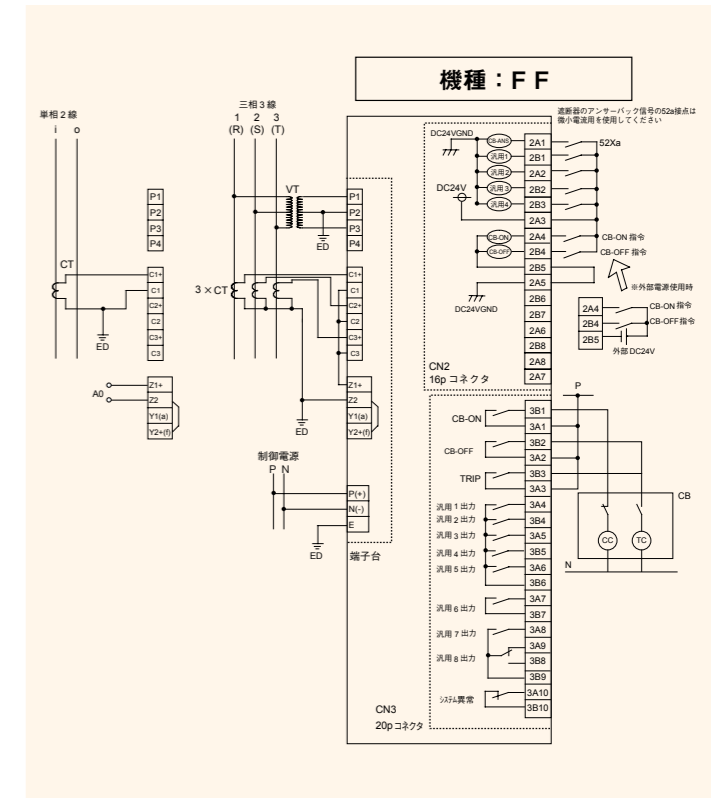 機種：ＦＦ
単相２線
i o
三相３線
1 2 3
(R) (S) (T)
遮断器のアンサーバック信号の52a接点は
微小電流用を使用してください
DC24VGND
CB-ANS
汎用1
汎用2
汎用3
汎用4
DC24V
CB-ON
CB-OFF
DC24VGND
2A1
2B1
2A2
2B2
2B3
2A3
2A4
2B4
2B5
2A5
2B6
2B7
2A6
2B8
2A8
2A7
52Xa
CB-ON 指令
CB-OFF 指令
※外部電源使用時
2A4
2B4
2B5
CB-ON 指令
CB-OFF指令
外部 DC24V
CN2
16p コネクタ
P1
P2
P3
P4
CT
C1+
C1
C2+
C2
C3+
C3
ED
A0
Z1+
Z2
Y1(a)
Y2+(f)
VT
ED
3×CT
P1
P2
P3
P4
C1+
C1
C2+
C2
C3+
C3
Z1+
Z2
Y1(a)
Y2+(f)
ED
制御電源
P N
P(+)
N(-)
E
ED
端子台
CB-ON
CB-OFF
TRIP
汎用 1 出力
汎用 2 出力
汎用 3 出力
汎用 4 出力
汎用 5 出力
汎用 6 出力
汎用 7 出力
汎用 8 出力
システム異常
3B1
3A1
3B2
3A2
3B3
3A3
3A4
3B4
3A5
3B5
3A6
3B6
3A7
3B7
3A8
3A9
3B8
3B9
3A10
3B10
P
CB
CC
TC
N
CN3
20p コネクタ